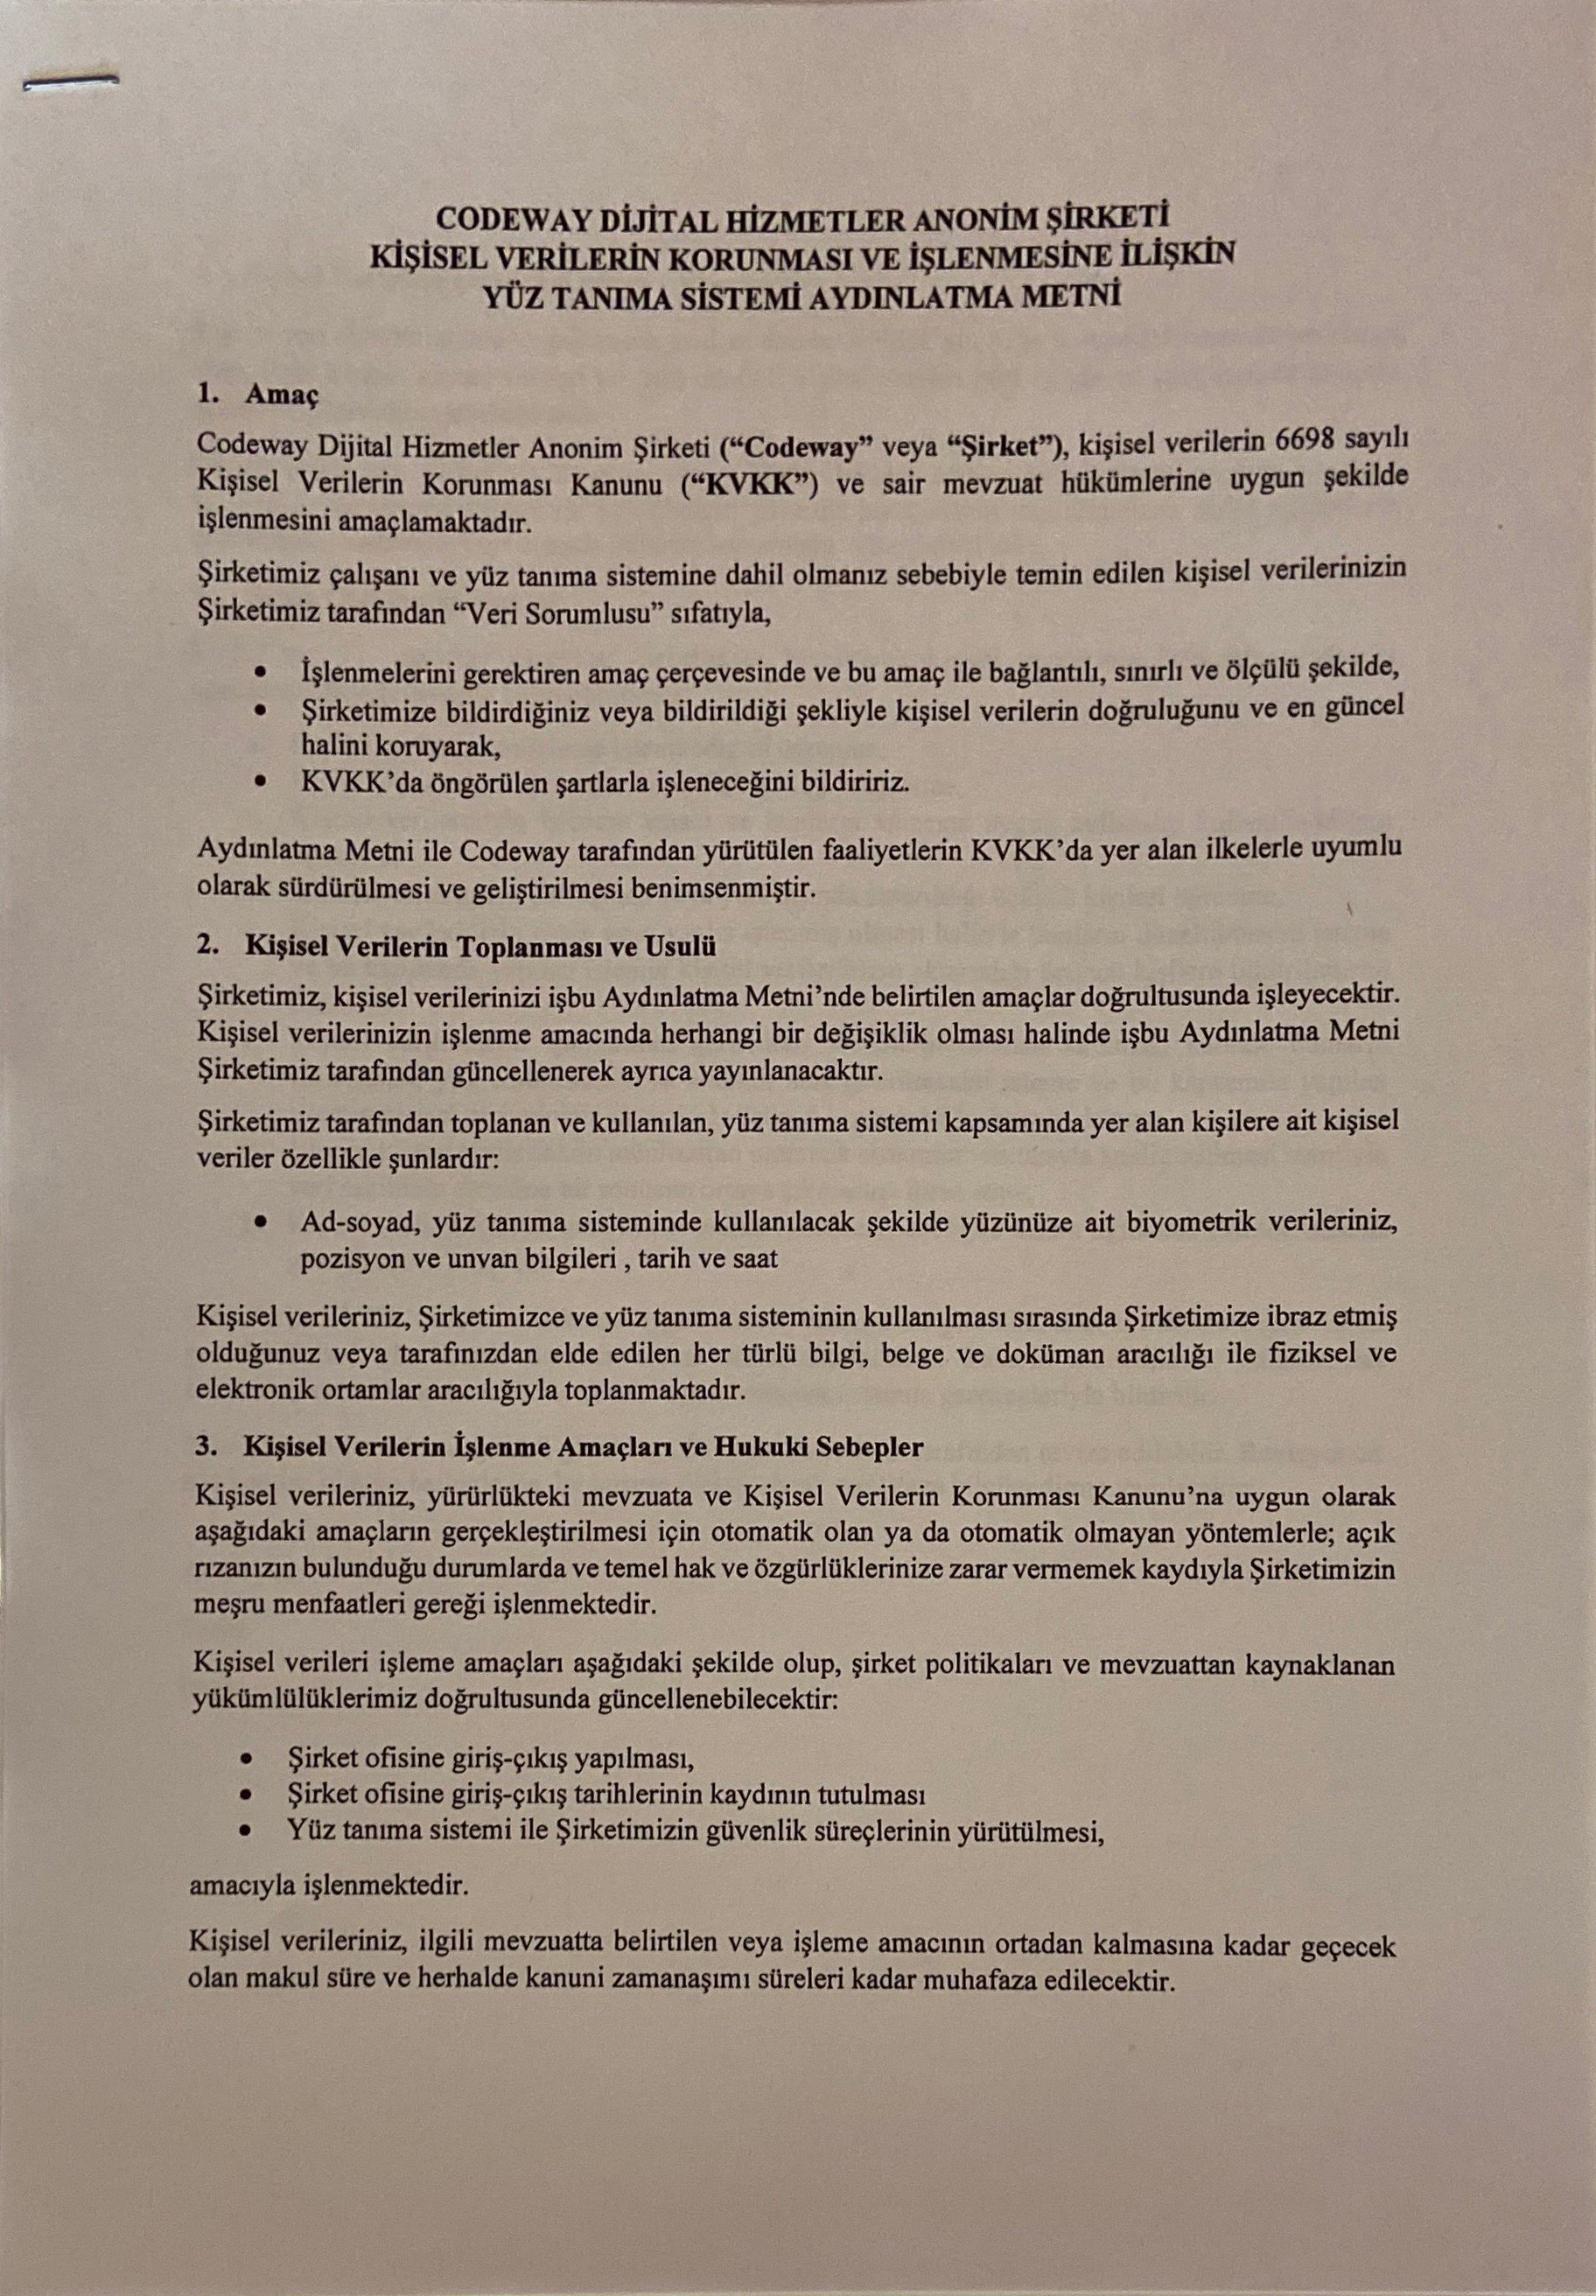 CODEWAY DİJİTAL HİZMETLER ANONİM ŞİRKETİ
KİŞİSEL VERİLERİN KORUNMASI VE İŞLENMESİNE İLİŞKİN
YÜZ TANIMA SİSTEMİ AYDINLATMA METNİ
1. Amaç
Codeway Dijital Hizmetler Anonim Şirketi (“Codeway” veya “Şirket”), kişisel verilerin 6698 sayılı
Kişisel Verilerin Korunması Kanunu (“KVKK”) ve sair mevzuat hükümlerine uygun şekilde
işlenmesini amaçlamaktadır.
Şirketimiz çalışanı ve yüz tanıma sistemine dahil olmanız sebebiyle temin edilen kişisel verilerinizin
Şirketimiz tarafından “Veri Sorumlusu” sıfatıyla,
• İşlenmelerini gerektiren amaç çerçevesinde ve bu amaç ile bağlantılı, sınırlı ve ölçülü şekilde,
• Şirketimize bildirdiğiniz veya bildirildiği şekliyle kişisel verilerin doğruluğunu ve en güncel
halini koruyarak,
• KVKK’da öngörülen şartlarla işleneceğini bildiririz.
Aydınlatma Metni ile Codeway tarafından yürütülen faaliyetlerin KVKK’da yer alan ilkelerle uyumlu
olarak sürdürülmesi ve geliştirilmesi benimsenmiştir.
2. Kişisel Verilerin Toplanması ve Usulü
Şirketimiz, kişisel verilerinizi işbu Aydınlatma Metni’nde belirtilen amaçlar doğrultusunda işleyecektir.
Kişisel verilerinizin işlenme amacında herhangi bir değişiklik olması halinde işbu Aydınlatma Metni
Şirketimiz tarafından güncellenerek ayrıca yayınlanacaktır.
Şirketimiz tarafından toplanan ve kullanılan, yüz tanıma sistemi kapsamında yer alan kişilere ait kişisel
veriler özellikle şunlardır:
• Ad-soyad, yüz tanıma sisteminde kullanılacak şekilde yüzünüze ait biyometrik verileriniz,
pozisyon ve unvan bilgileri , tarih ve saat
Kişisel verileriniz, Şirketimizce ve yüz tanıma sisteminin kullanılması sırasında Şirketimize ibraz etmiş
olduğunuz veya tarafınızdan elde edilen her türlü bilgi, belge ve doküman aracılığı ile fiziksel ve
elektronik ortamlar aracılığıyla toplanmaktadır.
3. Kişisel Verilerin İşlenme Amaçları ve Hukuki Sebepler
Kişisel verileriniz, yürürlükteki mevzuata ve Kişisel Verilerin Korunması Kanunu’na uygun olarak
aşağıdaki amaçların gerçekleştirilmesi için otomatik olan ya da otomatik olmayan yöntemlerle; açık
rızanızın bulunduğu durumlarda ve temel hak ve özgürlüklerinize zarar vermemek kaydıyla Şirketimizin
meşru menfaatleri gereği işlenmektedir.
Kişisel verileri işleme amaçları aşağıdaki şekilde olup, şirket politikaları ve mevzuattan kaynaklanan
yükümlülüklerimiz doğrultusunda güncellenebilecektir:
• Şirket ofisine giriş-çıkış yapılması,
• Şirket ofisine giriş-çıkış tarihlerinin kaydının tutulması
• Yüz tanıma sistemi ile Şirketimizin güvenlik süreçlerinin yürütülmesi,
amacıyla işlenmektedir.
Kişisel verileriniz, ilgili mevzuatta belirtilen veya işleme amacının ortadan kalmasına kadar geçecek
olan makul süre ve herhalde kanuni zamanaşımı süreleri kadar muhafaza edilecektir.